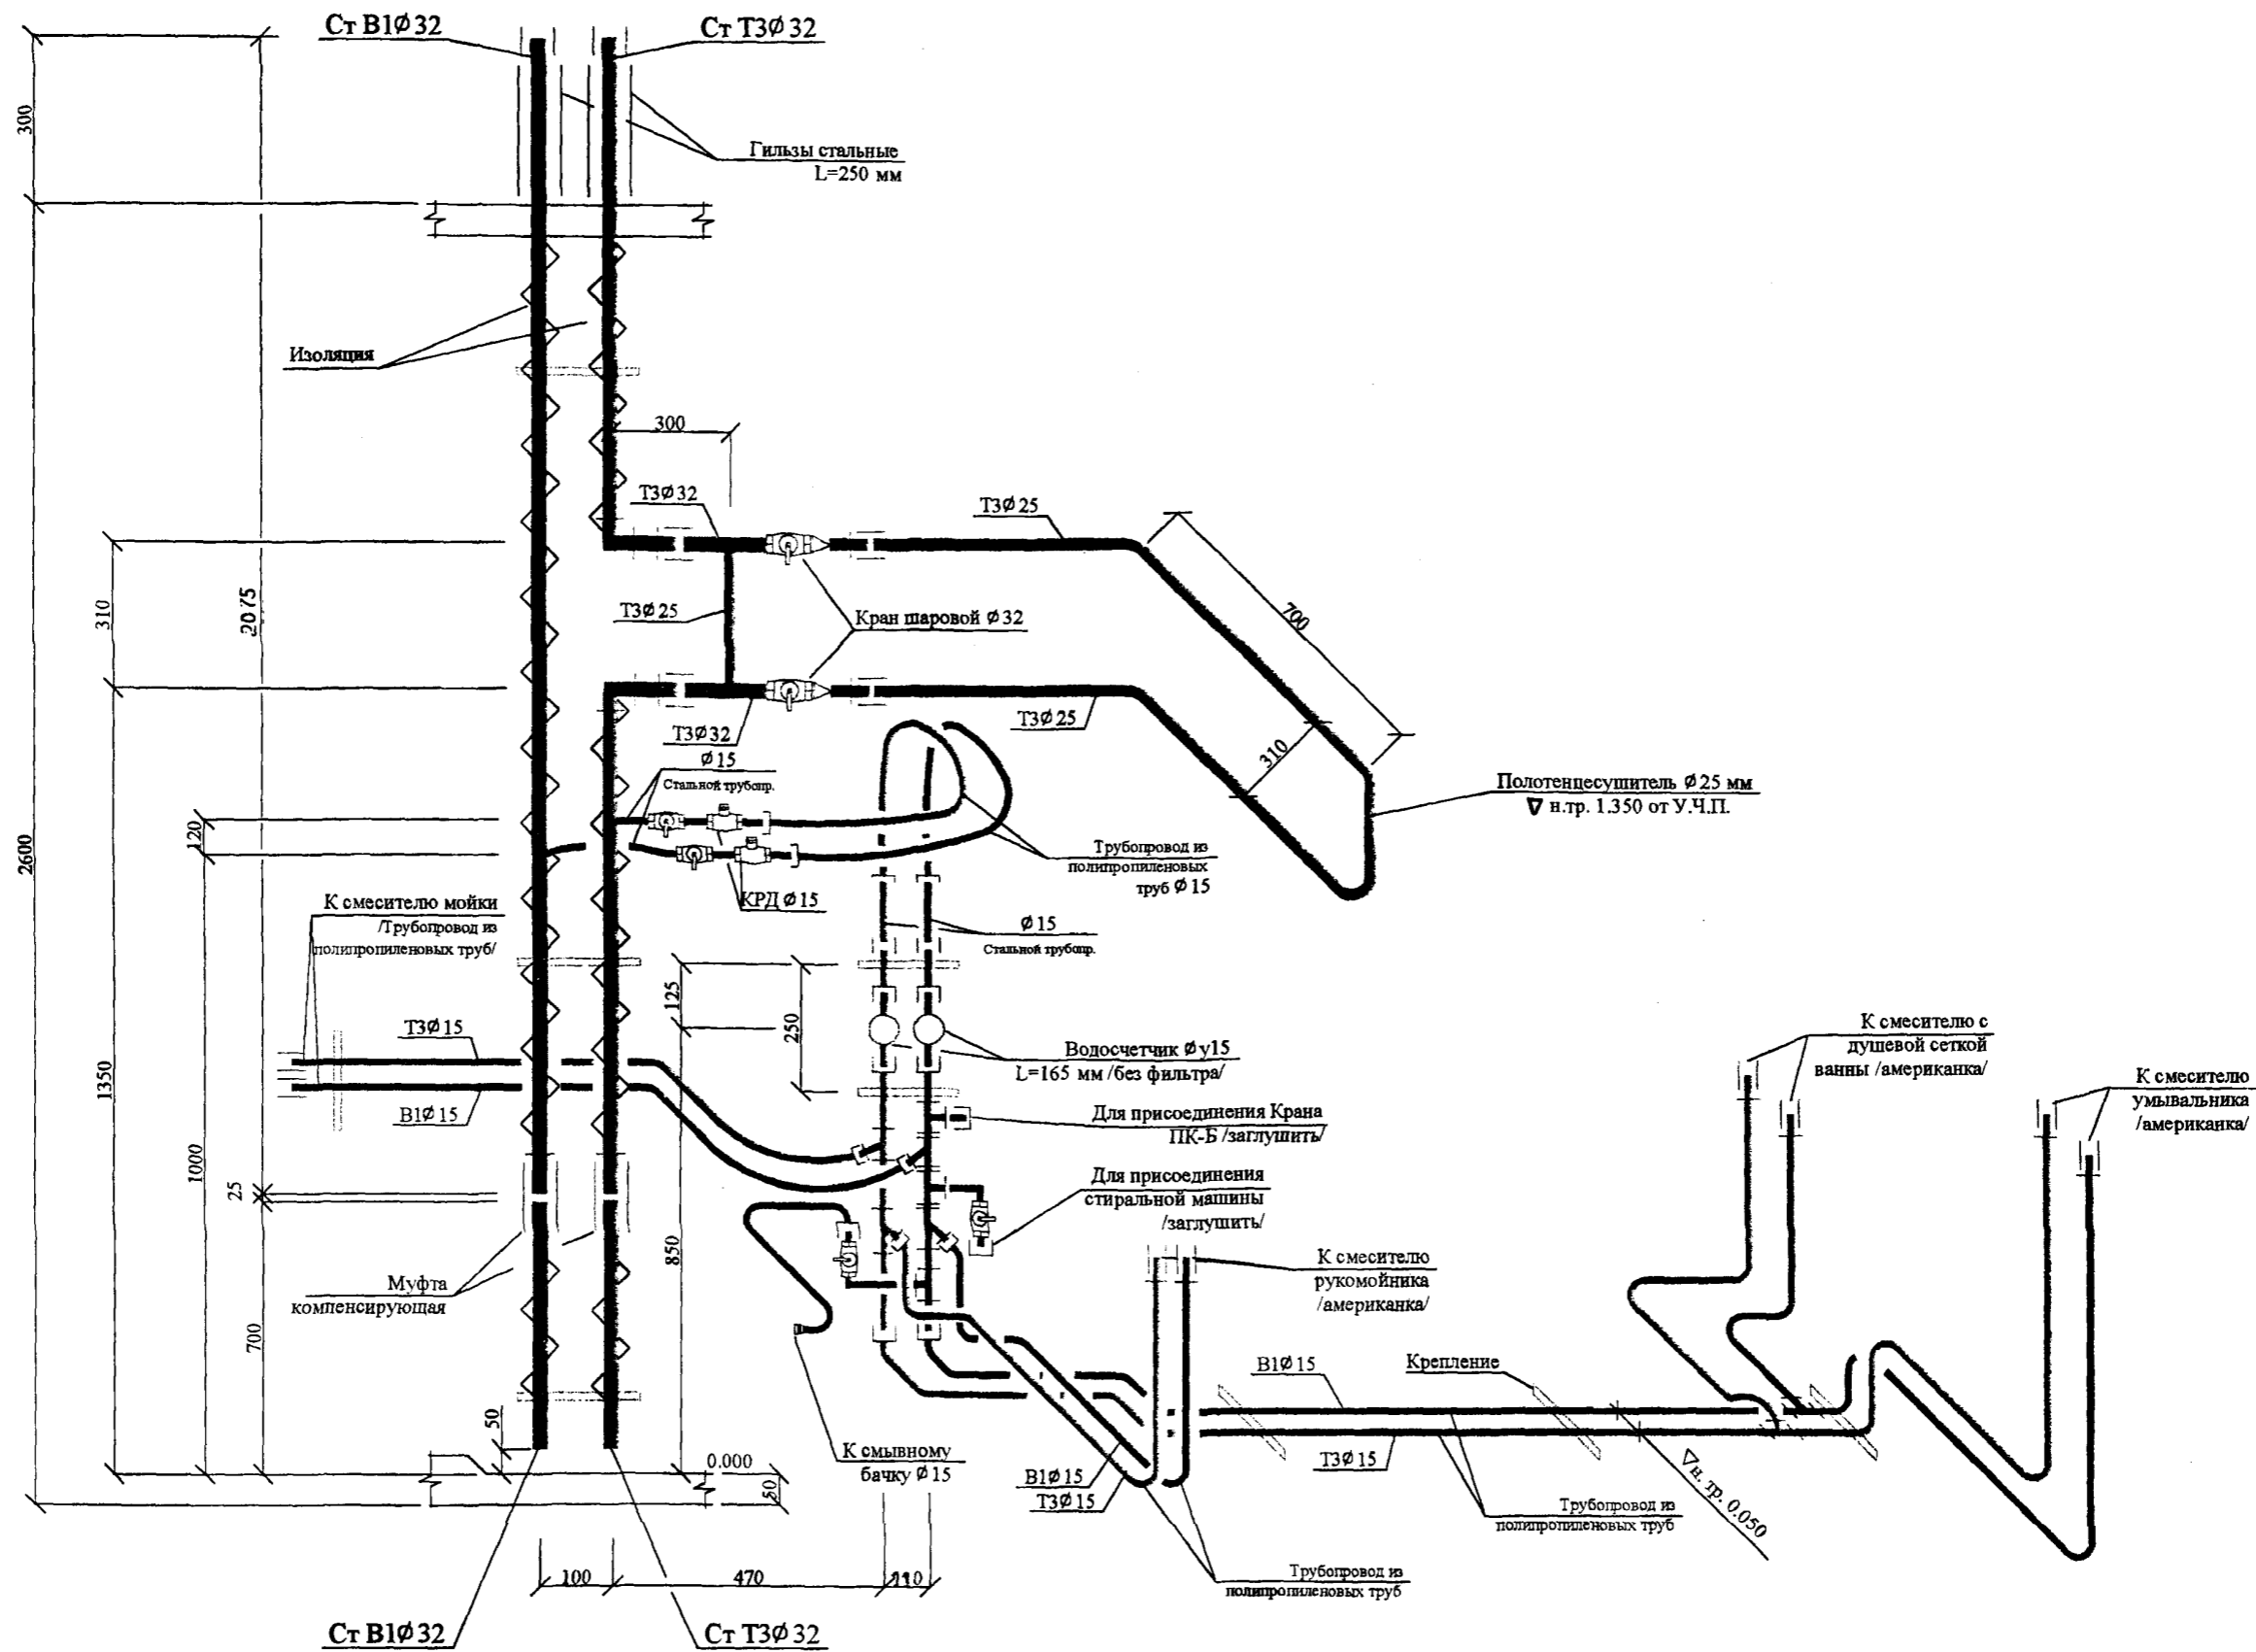 Ст В1Ø32
Ст Т3Ø32
300
Гильзы стальные
L=250 мм
Изоляция
300
Т3Ø32
Т3Ø25
310
2075
Т3Ø25
Кран шаровой Ø32
700
Т3Ø32
Т3Ø25
310
Ø15
Стальной трубопр.
Полотенцесушитель Ø25 мм
∇ н.тр. 1.350 от У.Ч.П.
120
2600
Трубопровод из
полипропиленовых
труб Ø15
КРД Ø15
К смесителю мойки
/Трубопровод из
полипропиленовых труб/
Ø15
Стальной трубопр.
125
250
Т3Ø15
В1Ø15
Водосчетчик Øу15
L=165 мм /без фильтра/
К смесителю с
душевой сеткой
ванны /американка/
К смесителю
умывальника
/американка/
1350
Для присоединения Крана
ПК-Б /заглушить/
1000
25
Для присоединения
стиральной машины
/заглушить/
850
К смесителю
рукомойника
/американка/
Муфта
компенсирующая
700
В1Ø15
Крепление
50
К смывному
бачку Ø15
0.000
50
В1Ø15
Т3Ø15
Т3Ø15
∇н. тр. 0.050
Трубопровод из
полипропиленовых труб
Трубопровод из
полипропиленовых труб
100
470
110
Ст В1Ø32
Ст Т3Ø32